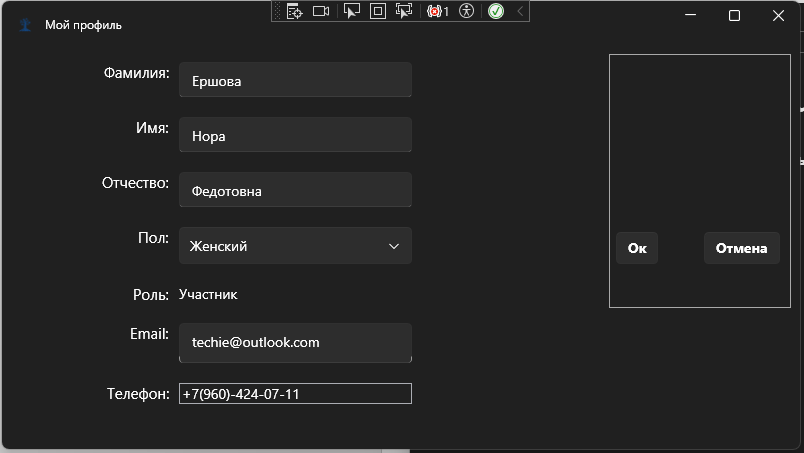 Мой профиль
1
Фамилия: Ершова
Имя: Нора
Отчество: Федотовна
Пол: Женский
Ок Отмена
Роль: Участник
Email: techie@outlook.com
Телефон: +7(960)-424-07-11